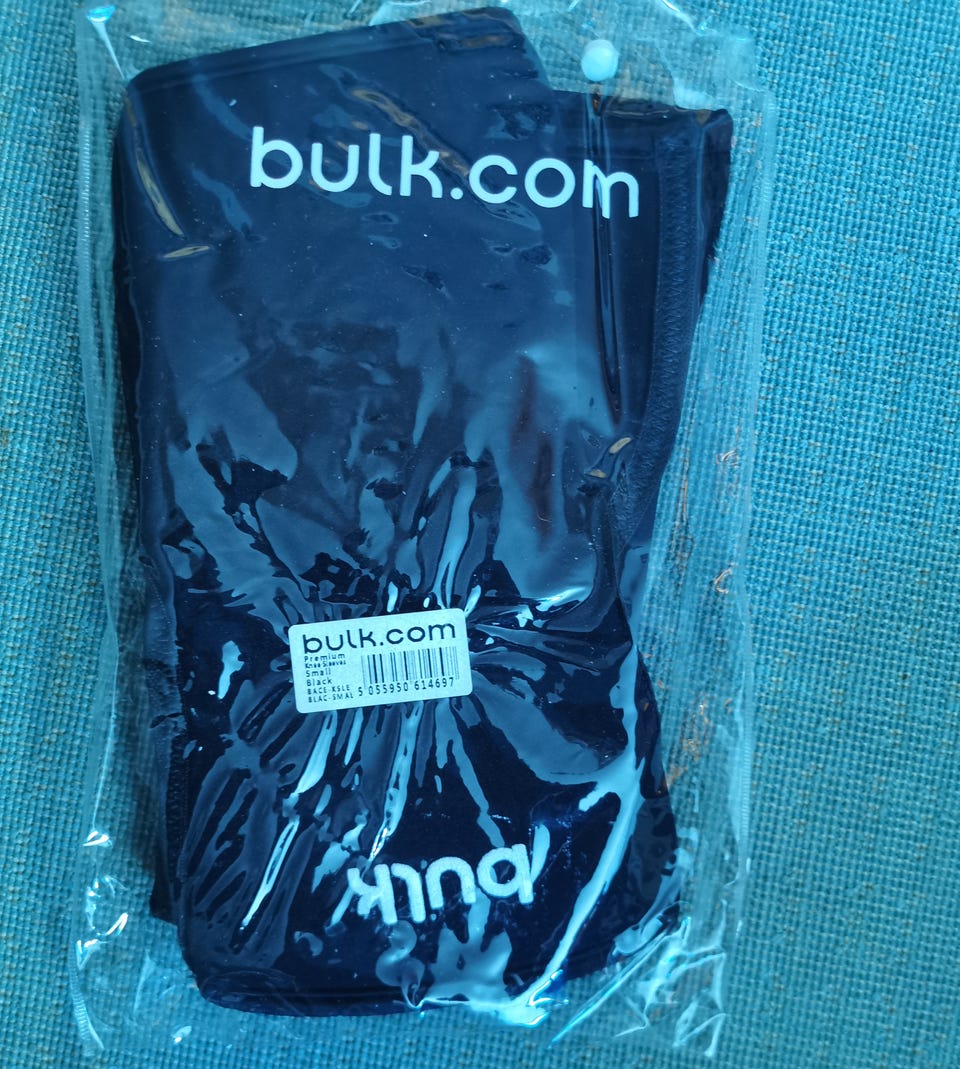 bulk.com
bulk.com
Premium
Knee Sleeves
Small
Black
BACE-KSLE
BLAC-SMAL
5 055950 614697
bulk